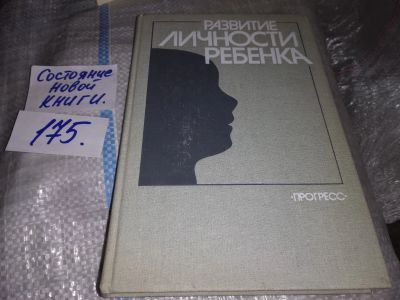 Состояние
новой
книги.
175.
РАЗВИТИЕ
ЛИЧНОСТИ
РЕБЕНКА
·ПРОГРЕСС·